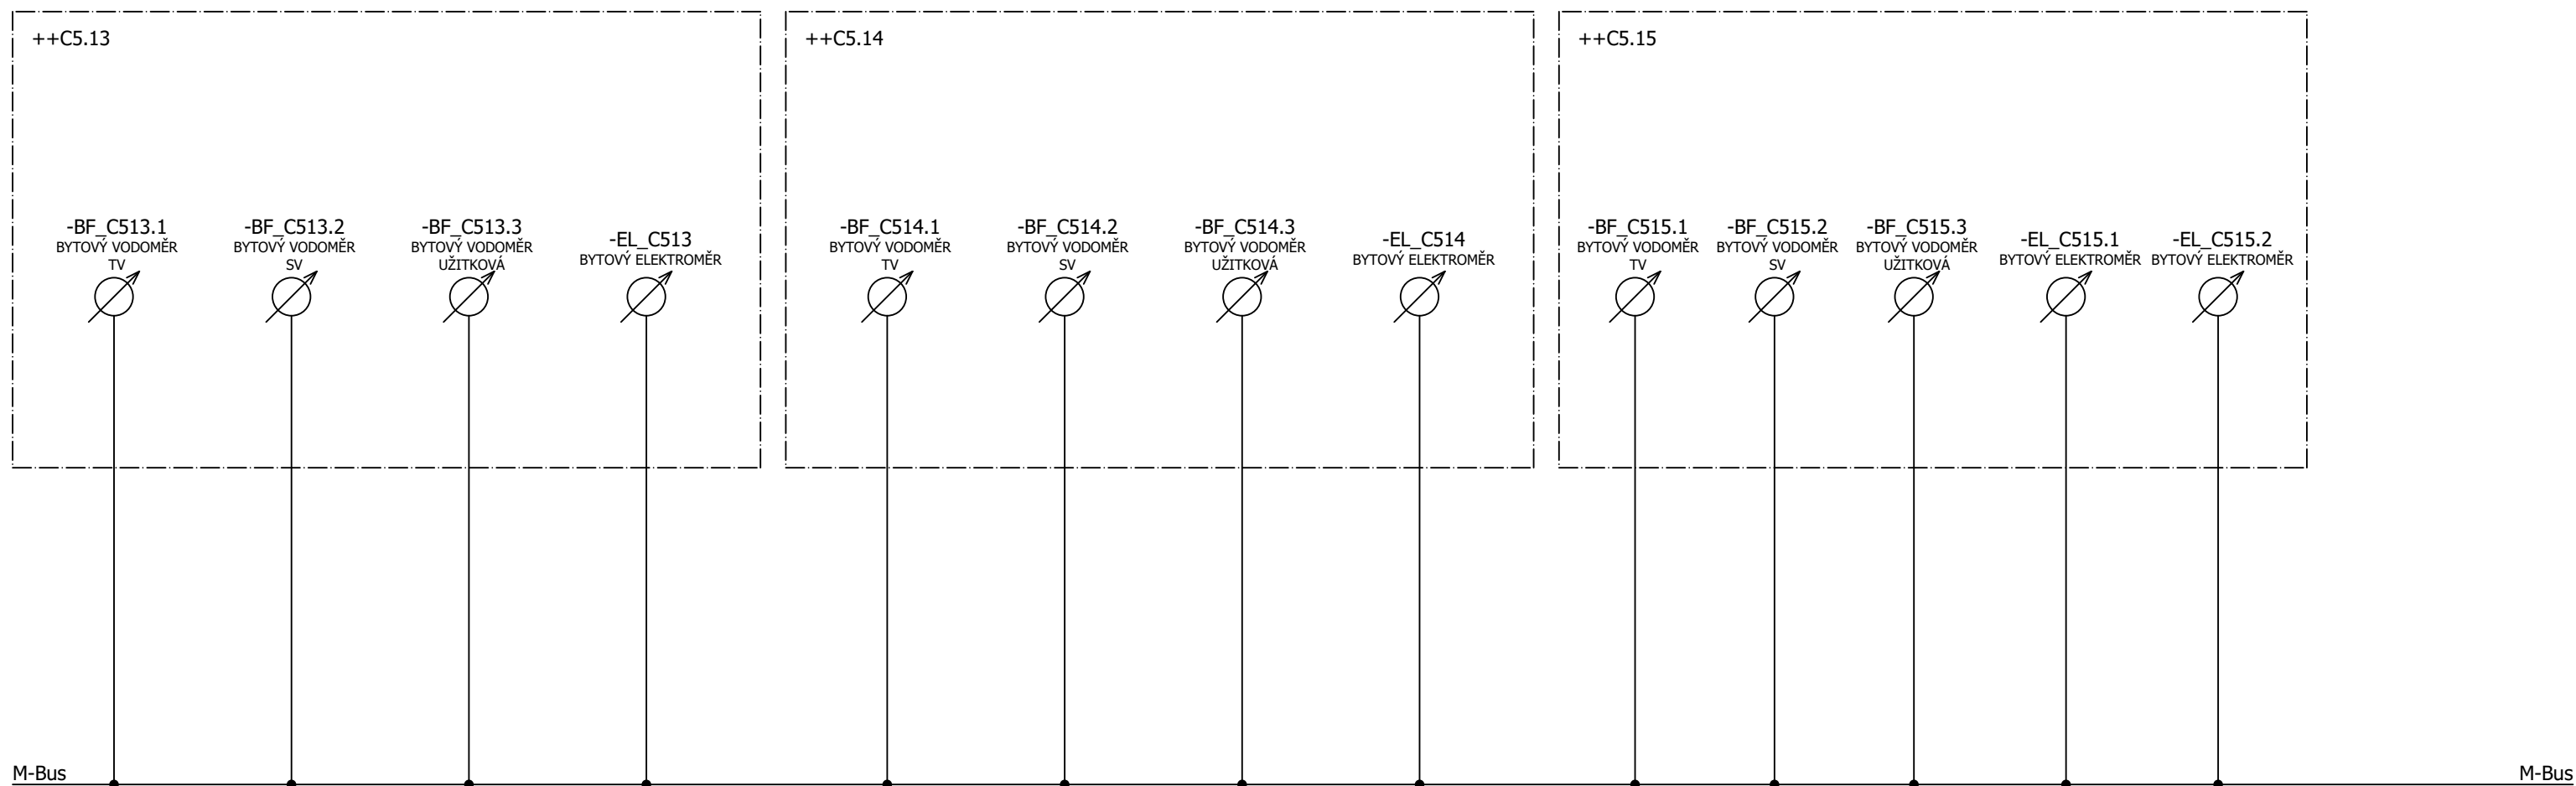 ++C5.13
-BF_C513.1
BYTOVÝ VODOMĚR
TV
-BF_C513.2
BYTOVÝ VODOMĚR
SV
-BF_C513.3
BYTOVÝ VODOMĚR
UŽITKOVÁ
-EL_C513
BYTOVÝ ELEKTROMĚR
++C5.14
-BF_C514.1
BYTOVÝ VODOMĚR
TV
-BF_C514.2
BYTOVÝ VODOMĚR
SV
-BF_C514.3
BYTOVÝ VODOMĚR
UŽITKOVÁ
-EL_C514
BYTOVÝ ELEKTROMĚR
++C5.15
-BF_C515.1
BYTOVÝ VODOMĚR
TV
-BF_C515.2
BYTOVÝ VODOMĚR
SV
-BF_C515.3
BYTOVÝ VODOMĚR
UŽITKOVÁ
-EL_C515.1
BYTOVÝ ELEKTROMĚR
-EL_C515.2
BYTOVÝ ELEKTROMĚR
M-Bus
M-Bus